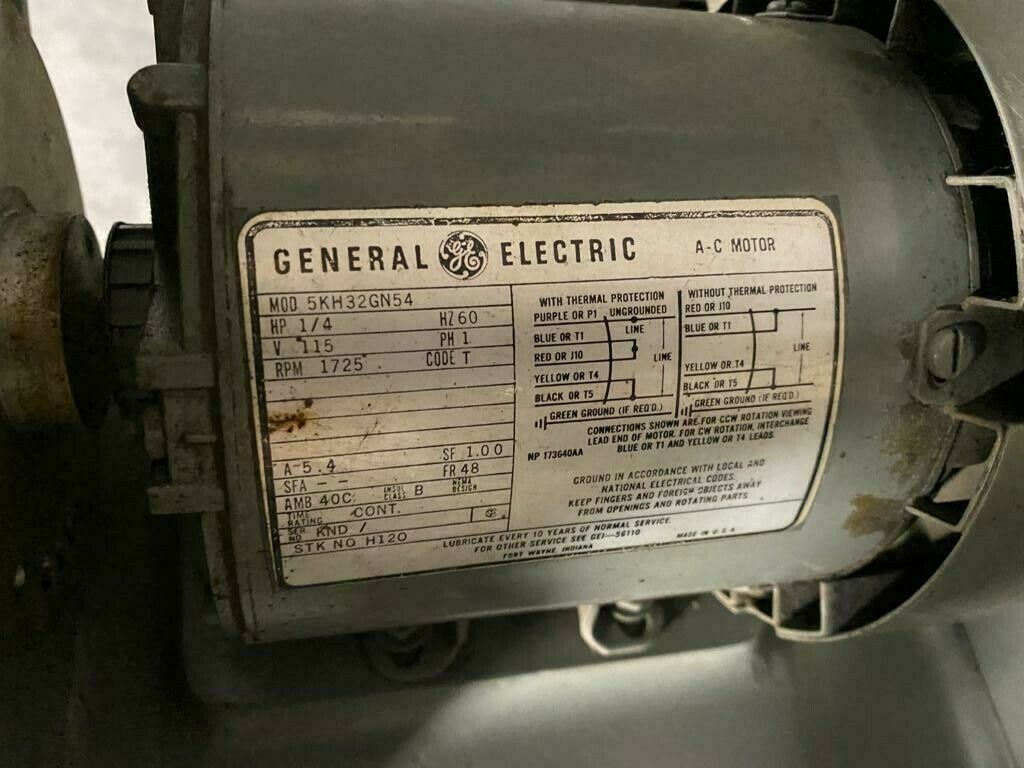 GENERAL GE ELECTRIC A-C MOTOR
MOD 5KH32GN54
HP 1/4 HZ 60
V 115 PH 1
RPM 1725 CODE T
A-5.4 SF 1.00
SFA -- FR 48
AMB 40C INSUL CLASS B NEMA DESIGN
TIME RATING CONT.
SER NO KND /
STK NO H120
WITH THERMAL PROTECTION
PURPLE OR P1 UNGROUNDED
LINE
BLUE OR T1
RED OR J10
LINE
YELLOW OR T4
BLACK OR T5
GREEN GROUND (IF REQ'D.)
WITHOUT THERMAL PROTECTION
RED OR J10
BLUE OR T1
LINE
YELLOW OR T4
BLACK OR T5
GREEN GROUND (IF REQ'D)
CONNECTIONS SHOWN ARE FOR CCW ROTATION VIEWING
LEAD END OF MOTOR. FOR CW ROTATION, INTERCHANGE
BLUE OR T1 AND YELLOW OR T4 LEADS.
NP 173640AA
GROUND IN ACCORDANCE WITH LOCAL AND
NATIONAL ELECTRICAL CODES.
KEEP FINGERS AND FOREIGN OBJECTS AWAY
FROM OPENINGS AND ROTATING PARTS
LUBRICATE EVERY 10 YEARS OF NORMAL SERVICE.
FOR OTHER SERVICE SEE GEI-56110
FORT WAYNE, INDIANA
MADE IN U.S.A.